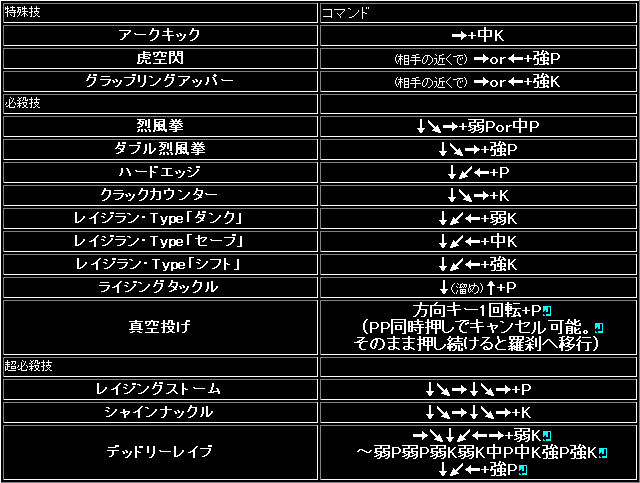 特殊技 コマンド
アークキック →+中K
虎空閃 (相手の近くで) →or←+強P
グラップリングアッパー (相手の近くで) →or←+強K
必殺技
烈風拳 ↓↘→+弱Por中P
ダブル烈風拳 ↓↘→+強P
ハードエッジ ↓↙←+P
クラックカウンター ↓↘→+K
レイジラン・Type「ダンク」 ↓↙←+弱K
レイジラン・Type「セーブ」 ↓↙←+中K
レイジラン・Type「シフト」 ↓↙←+強K
ライジングタックル ↓(溜め)↑+P
真空投げ 方向キー1回転+P
(PP同時押しでキャンセル可能。
そのまま押し続けると羅刹へ移行)
超必殺技
レイジングストーム ↓↘→↓↘→+P
シャインナックル ↓↘→↓↘→+K
デッドリーレイブ →↘↓↙←→+弱K
～弱P弱P弱K弱K中P中K強P強K
↓↙←+強P